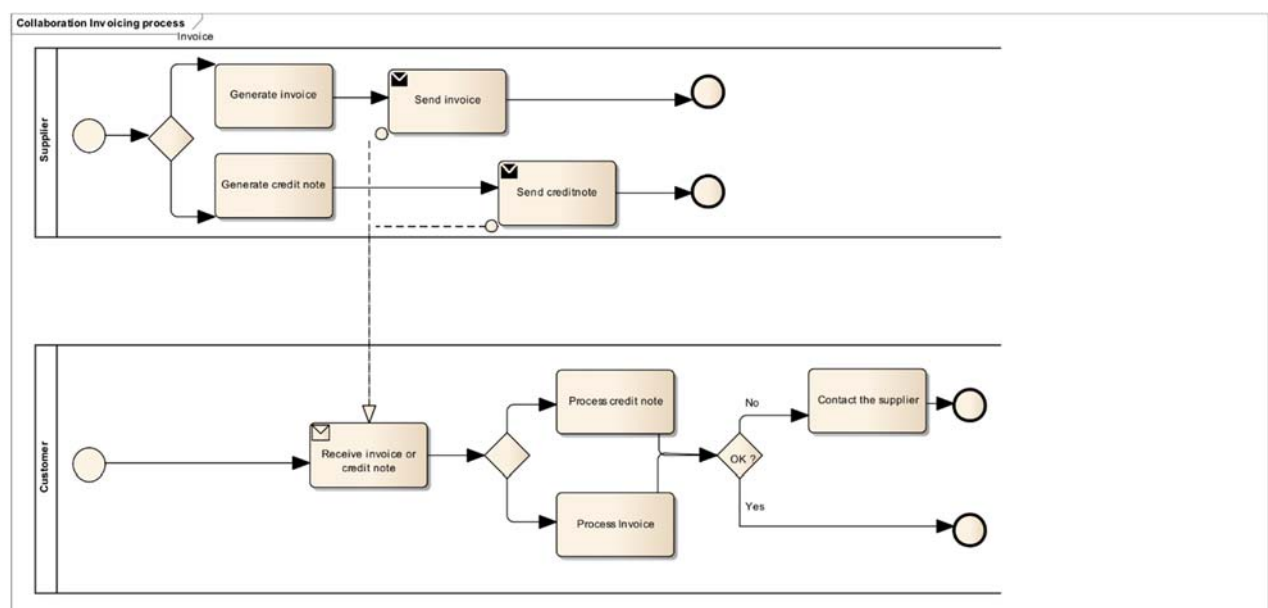 Collaboration Invoicing process
Invoice
Supplier
Generate invoice
Send invoice
Generate credit note
Send creditnote
Customer
Receive invoice or
credit note
Process credit note
Process Invoice
OK ?
No
Contact the supplier
Yes